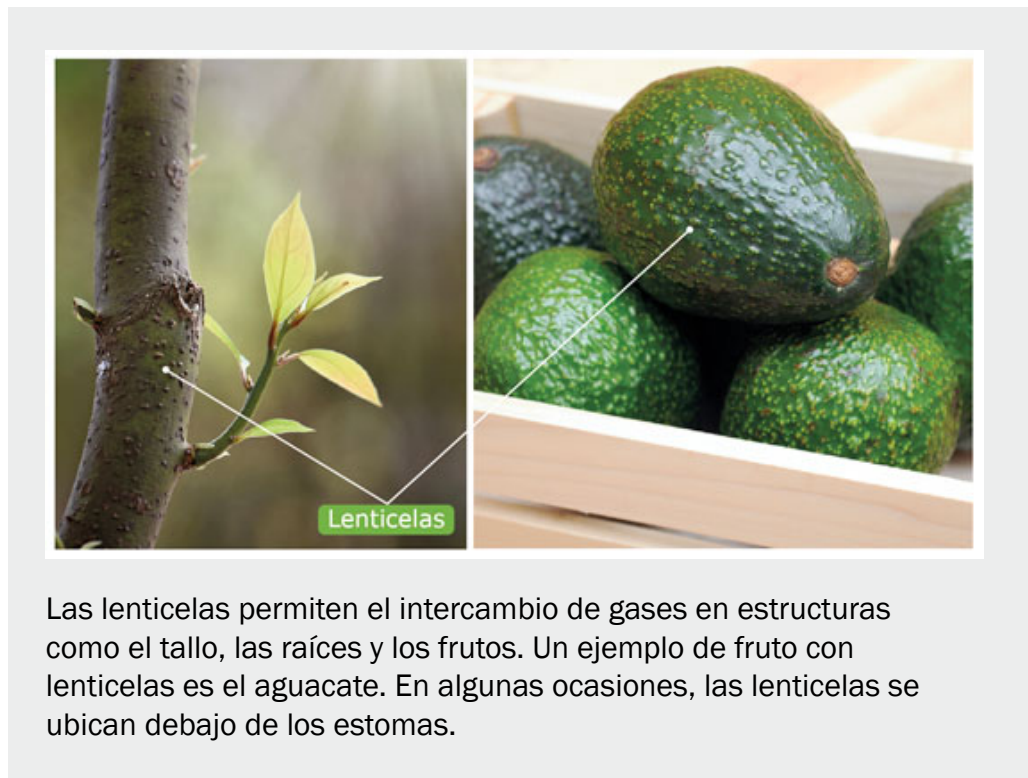 Lenticelas
Las lenticelas permiten el intercambio de gases en estructuras
como el tallo, las raíces y los frutos. Un ejemplo de fruto con
lenticelas es el aguacate. En algunas ocasiones, las lenticelas se
ubican debajo de los estomas.